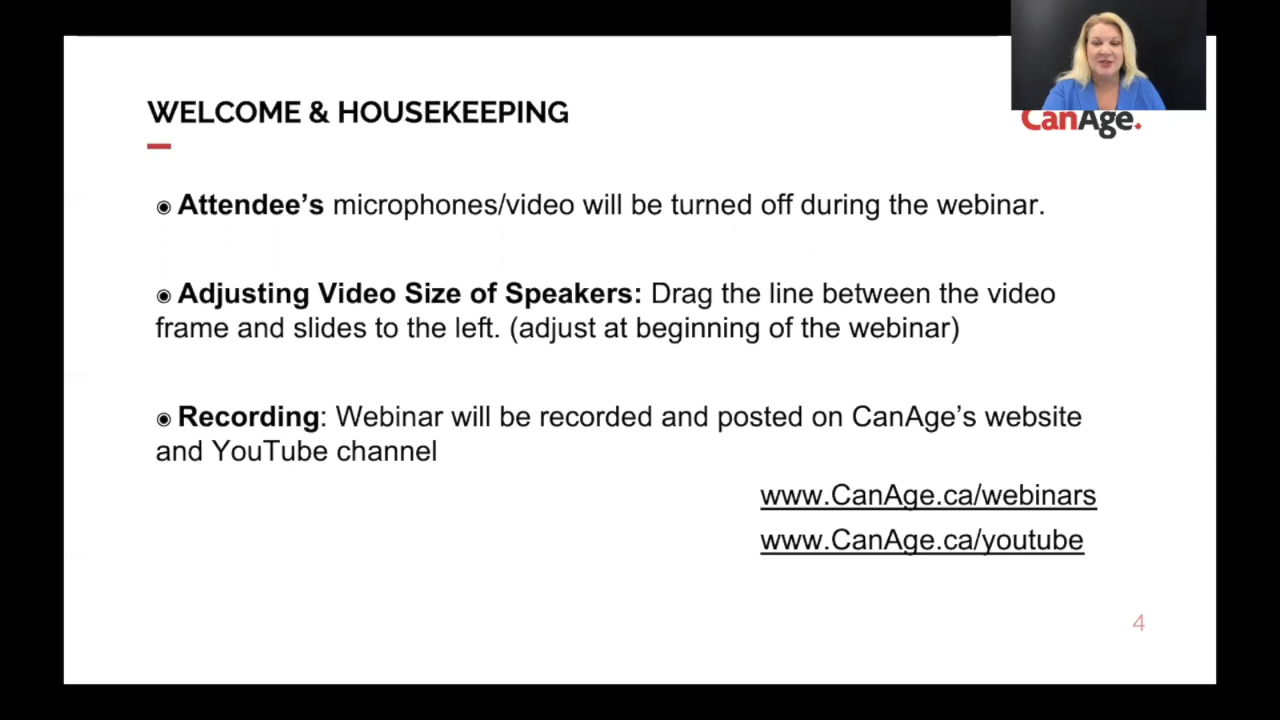 WELCOME & HOUSEKEEPING
CanAge.
◉ Attendee’s microphones/video will be turned off during the webinar.
◉ Adjusting Video Size of Speakers: Drag the line between the video
frame and slides to the left. (adjust at beginning of the webinar)
◉ Recording: Webinar will be recorded and posted on CanAge’s website
and YouTube channel
www.CanAge.ca/webinars
www.CanAge.ca/youtube
4